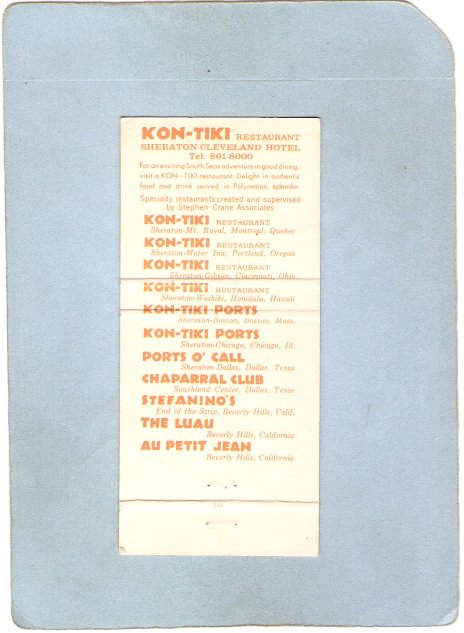 KON-TIKI RESTAURANT
SHERATON-CLEVELAND HOTEL
Tel. 861-8000
For an exciting South Seas adventure in good dining,
visit a KON-TIKI restaurant. Delight in authentic
food and drink served in Polynesian splendor
Specialty restaurants created and supervised
by Stephen Crane Associates
KON-TIKI RESTAURANT
Sheraton-Mt. Royal, Montreal, Quebec
KON-TIKI RESTAURANT
Sheraton-Motor Inn, Portland, Oregon
KON-TIKI RESTAURANT
Sheraton-Gibson, Cincinnati, Ohio
KON-TIKI RESTAURANT
Sheraton-Waikiki, Honolulu, Hawaii
KON-TIKI PORTS
Sheraton-Boston, Boston, Mass.
KON-TIKI PORTS
Sheraton-Chicago, Chicago, Ill.
PORTS O' CALL
Sheraton-Dallas, Dallas, Texas
CHAPARRAL CLUB
Southland Center, Dallas, Texas
STEFANINO'S
End of the Strip, Beverly Hills, Calif.
THE LUAU
Beverly Hills, California
AU PETIT JEAN
Beverly Hills, California